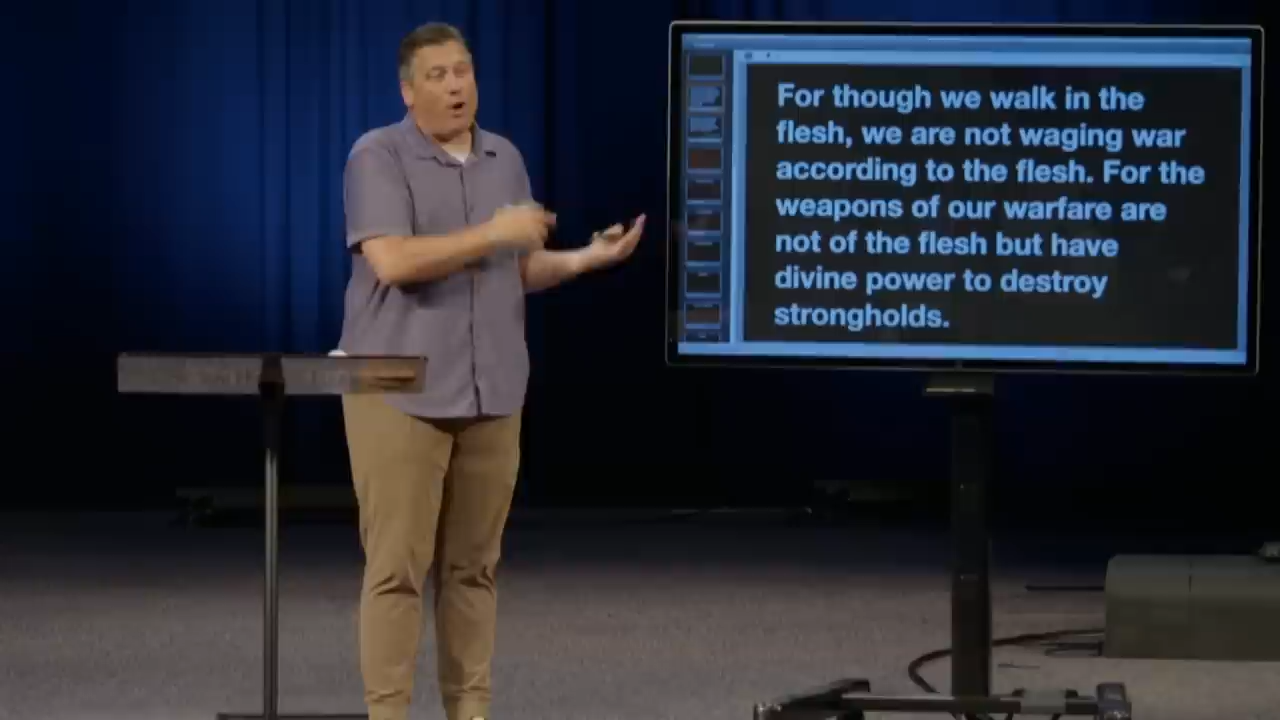 For though we walk in the
flesh, we are not waging war
according to the flesh. For the
weapons of our warfare are
not of the flesh but have
divine power to destroy
strongholds.